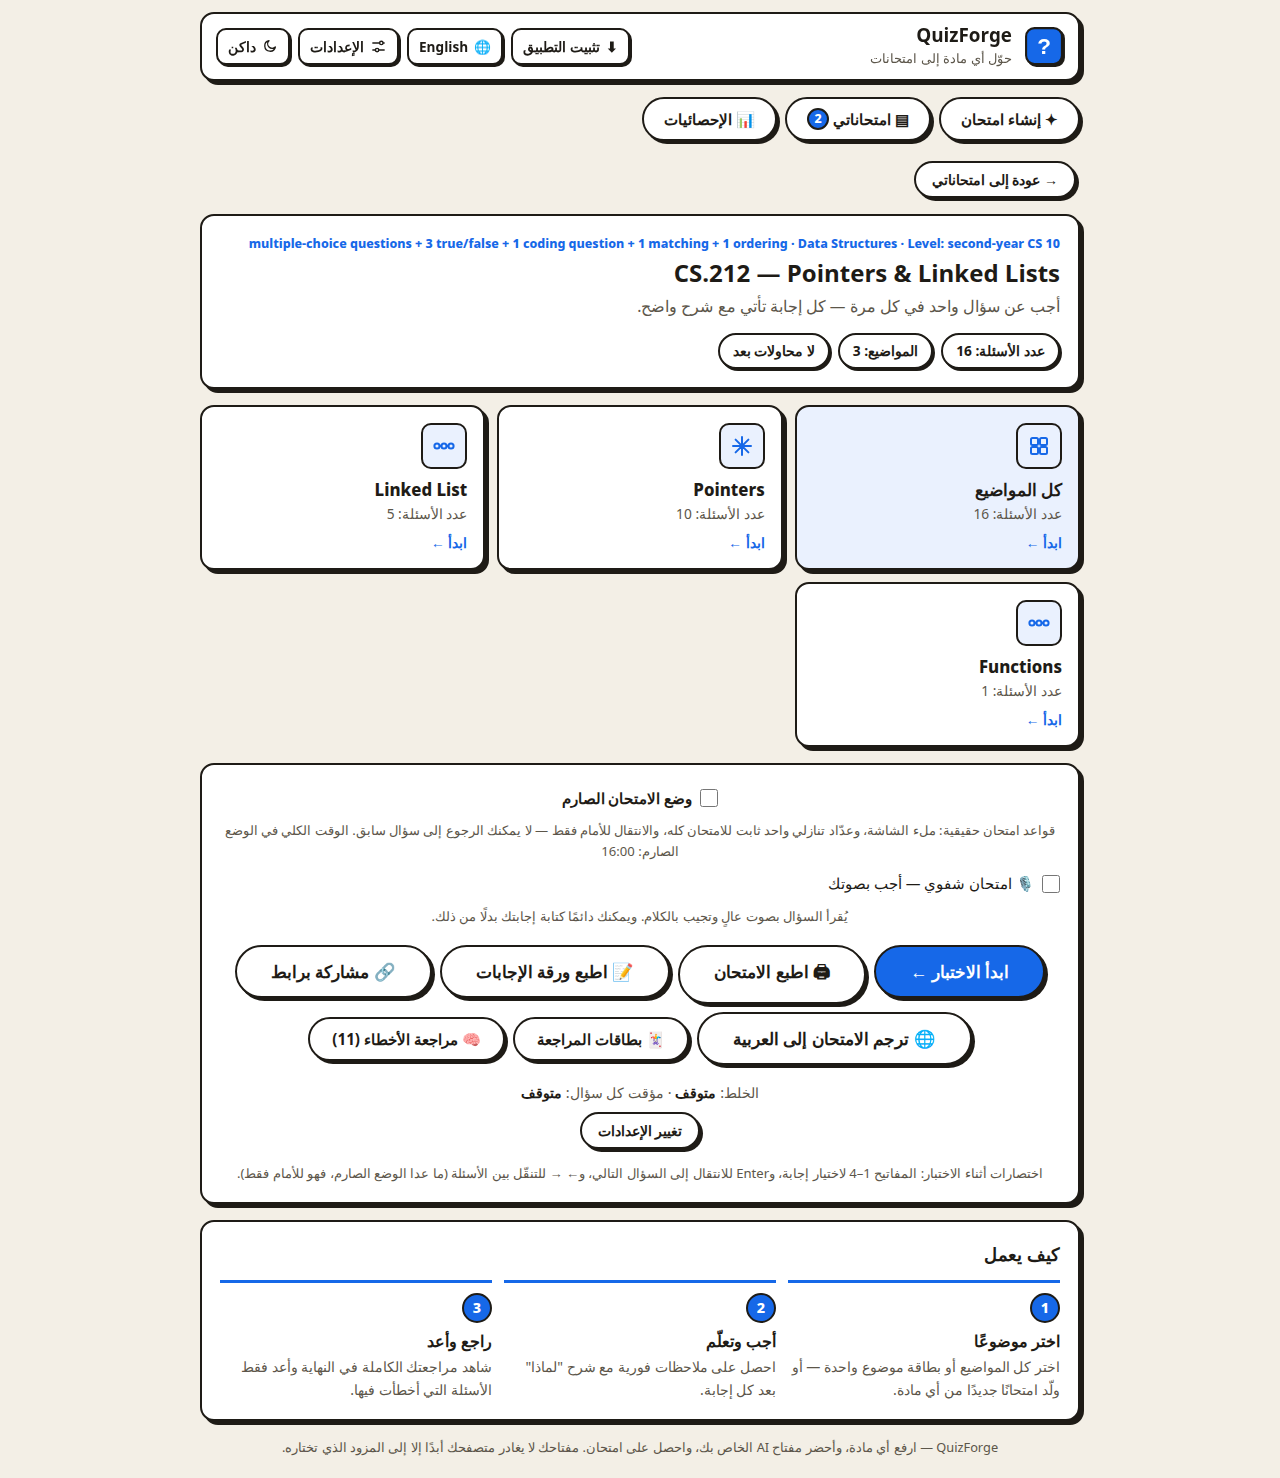 ?
QuizForge
حوّل أي مادة إلى امتحانات
⬇ تثبيت التطبيق
🌐 English
الإعدادات
داكن
✦ إنشاء امتحان
▤ امتحاناتي 2
📊 الإحصائيات
→ عودة إلى امتحاناتي
10 multiple-choice questions + 3 true/false + 1 coding question + 1 matching + 1 ordering · Data Structures · Level: second-year CS
CS.212 — Pointers & Linked Lists
أجب عن سؤال واحد في كل مرة — كل إجابة تأتي مع شرح واضح.
عدد الأسئلة: 16
المواضيع: 3
لا محاولات بعد
كل المواضيع
عدد الأسئلة: 16
ابدأ ←
Pointers
عدد الأسئلة: 10
ابدأ ←
Linked List
عدد الأسئلة: 5
ابدأ ←
Functions
عدد الأسئلة: 1
ابدأ ←
وضع الامتحان الصارم
قواعد امتحان حقيقية: ملء الشاشة، وعدّاد تنازلي واحد ثابت للامتحان كله، والانتقال للأمام فقط — لا يمكنك الرجوع إلى سؤال سابق. الوقت الكلي في الوضع
الصارم: 16:00
🎙️ امتحان شفوي — أجب بصوتك
يُقرأ السؤال بصوت عالٍ وتجيب بالكلام. ويمكنك دائمًا كتابة إجابتك بدلًا من ذلك.
ابدأ الاختبار ←
🖨 اطبع الامتحان
📝 اطبع ورقة الإجابات
🔗 مشاركة برابط
🌐 ترجم الامتحان إلى العربية
🃏 بطاقات المراجعة
🧠 مراجعة الأخطاء (11)
الخلط: متوقف · مؤقت كل سؤال: متوقف
تغيير الإعدادات
اختصارات أثناء الاختبار: المفاتيح 1–4 لاختيار إجابة، وEnter للانتقال إلى السؤال التالي، و← → للتنقّل بين الأسئلة (ما عدا الوضع الصارم، فهو للأمام فقط).
كيف يعمل
1
اختر موضوعًا
اختر كل المواضيع أو بطاقة موضوع واحدة — أو
ولّد امتحانًا جديدًا من أي مادة.
2
أجب وتعلّم
احصل على ملاحظات فورية مع شرح "لماذا"
بعد كل إجابة.
3
راجع وأعد
شاهد مراجعتك الكاملة في النهاية وأعد فقط
الأسئلة التي أخطأت فيها.
QuizForge — ارفع أي مادة، وأحضر مفتاح AI الخاص بك، واحصل على امتحان. مفتاحك لا يغادر متصفحك أبدًا إلا إلى المزود الذي تختاره.